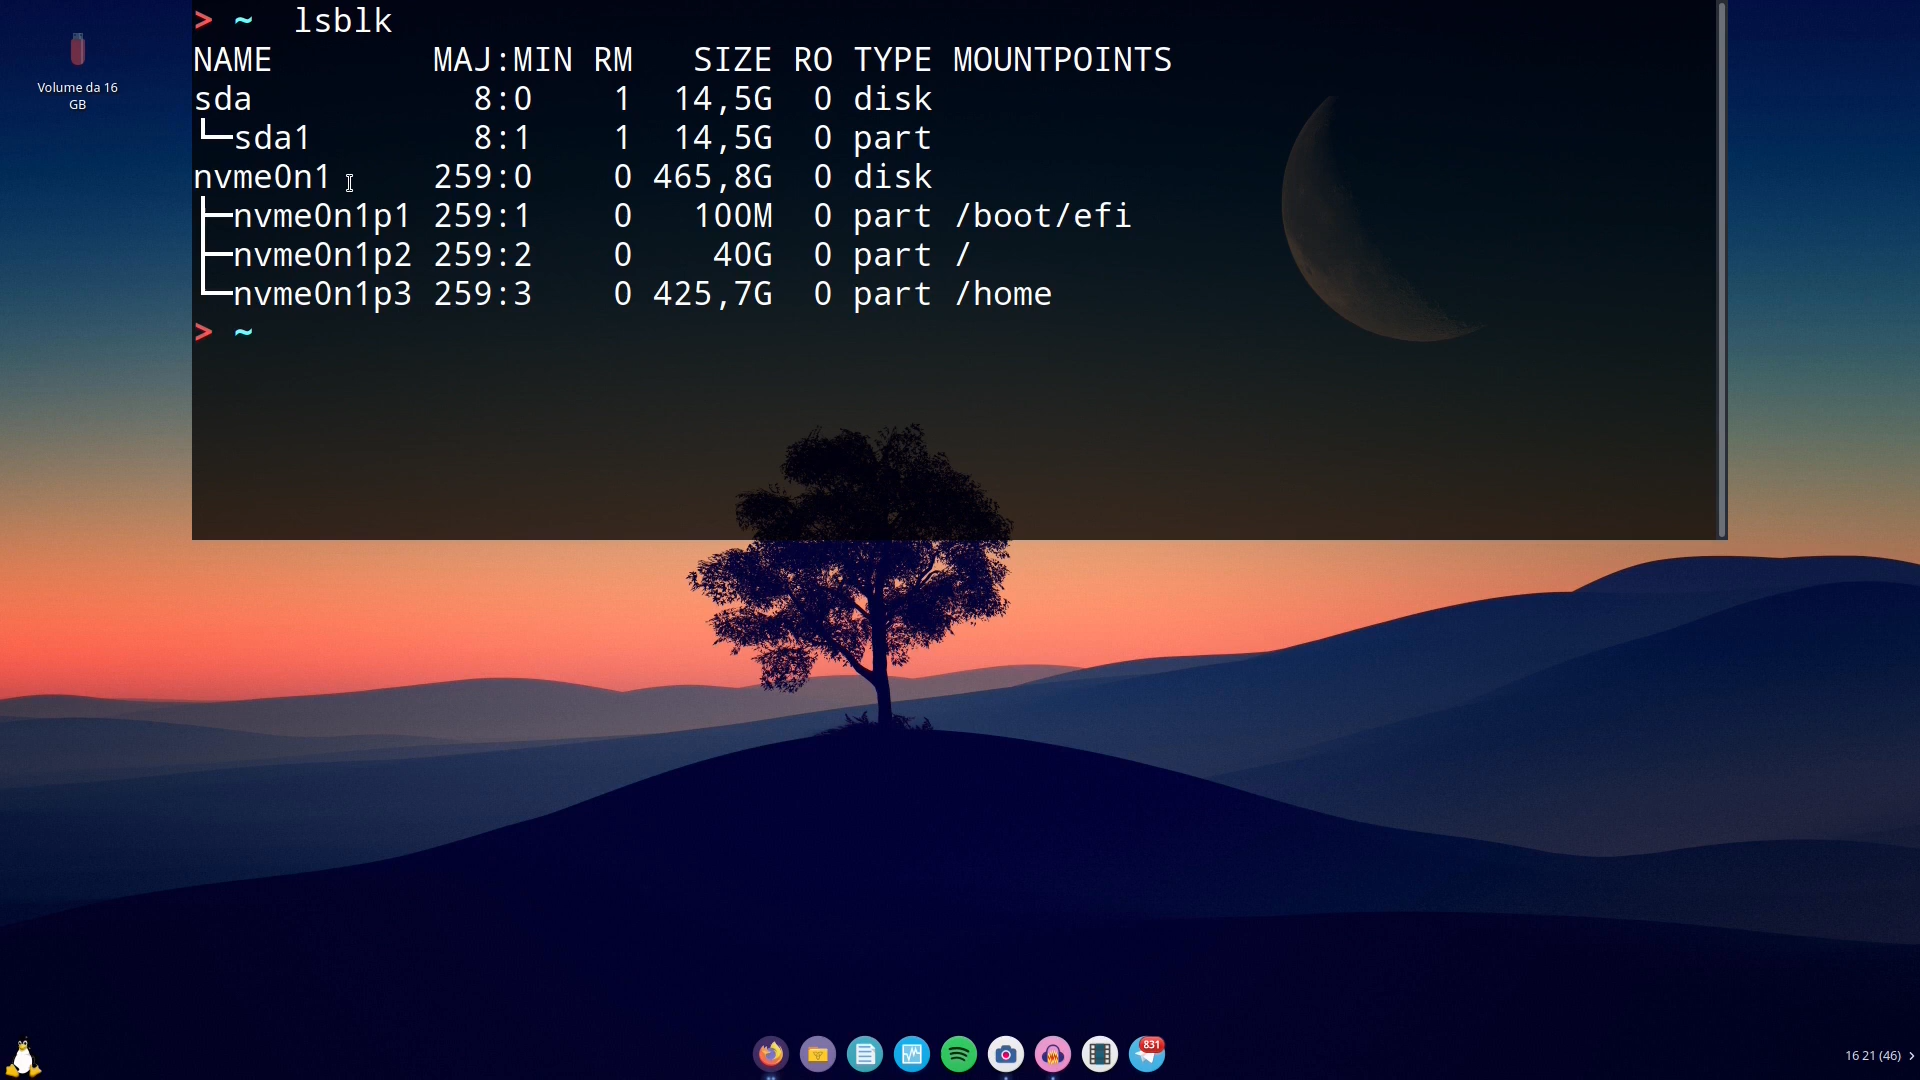 > ~ lsblk
NAME        MAJ:MIN RM   SIZE RO TYPE MOUNTPOINTS
sda           8:0    1  14,5G  0 disk
└─sda1        8:1    1  14,5G  0 part
nvme0n1     259:0    0 465,8G  0 disk
├─nvme0n1p1 259:1    0   100M  0 part /boot/efi
├─nvme0n1p2 259:2    0    40G  0 part /
└─nvme0n1p3 259:3    0 425,7G  0 part /home
> ~
Volume da 16
GB
831
16 21 (46)